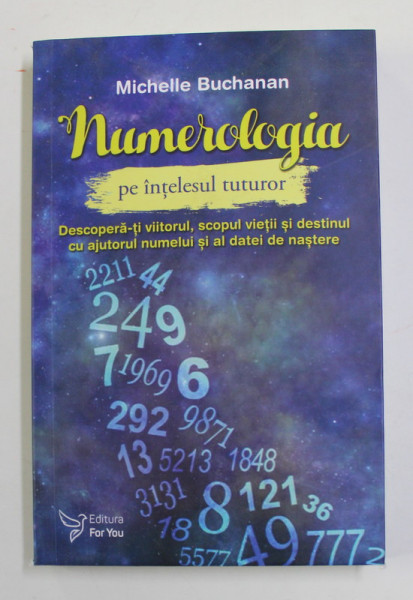 Michelle Buchanan
Numerologia
pe înțelesul tuturor
Descoperă-ți viitorul, scopul vieții și destinul
cu ajutorul numelui și al datei de naștere
2211 44
249
7 1969 6
292 9871
13 5213 1848
3131 8 121 36
18
5577 49 777 2
Editura
For You